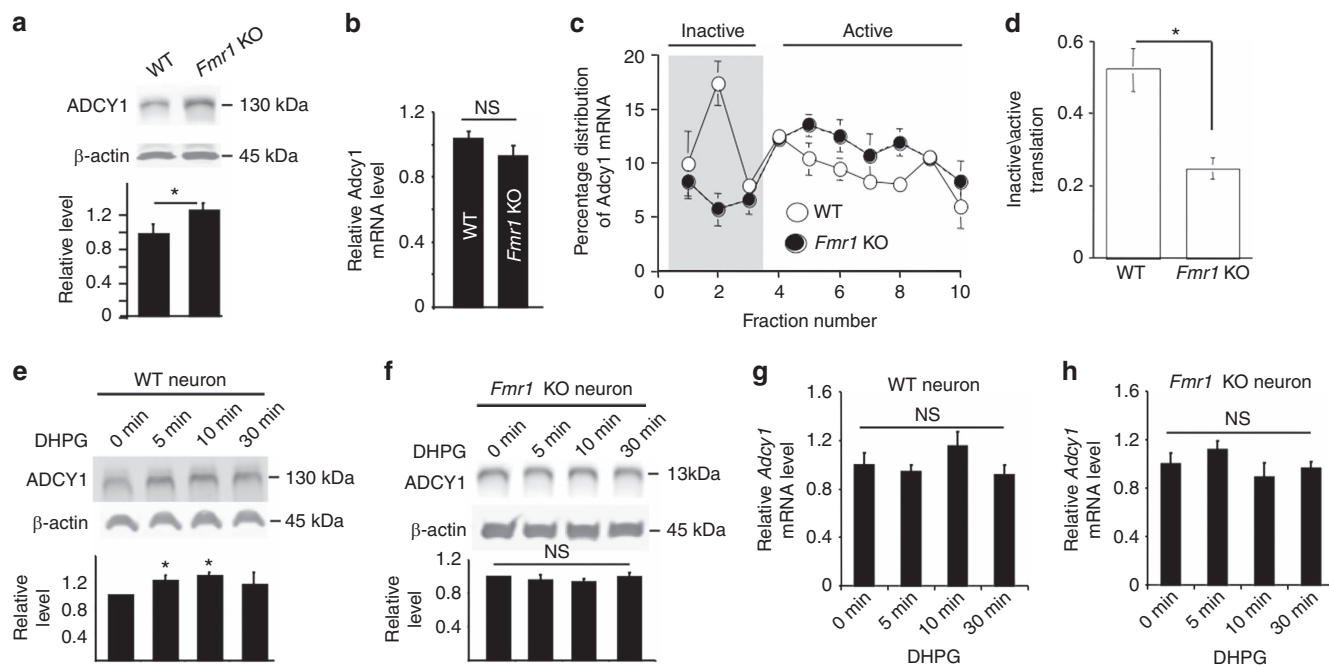 a
WT
Fmr1 KO
ADCY1
130 kDa
β-actin
45 kDa
Relative level
1.2
0.8
0.4
0
*
b
Relative Adcy1
mRNA level
1.2
0.8
0.4
0
NS
WT
Fmr1 KO
c
Inactive
Active
Percentage distribution
of Adcy1 mRNA
20
15
10
5
0
WT
Fmr1 KO
0 2 4 6 8 10
Fraction number
d
Inactive\active
translation
0.6
0.4
0.2
0
*
WT
Fmr1 KO
e
WT neuron
DHPG
0 min
5 min
10 min
30 min
ADCY1
130 kDa
β-actin
45 kDa
Relative
level
1.2
0.8
0.4
*
*
f
Fmr1 KO neuron
DHPG
0 min
5 min
10 min
30 min
ADCY1
13kDa
β-actin
45 kDa
Relative
level
1.2
0.8
0.4
NS
g
WT neuron
Relative Adcy1
mRNA level
1.6
1.2
0.8
0.4
0
NS
0 min
5 min
10 min
30 min
DHPG
h
Fmr1 KO neuron
Relative Adcy1
mRNA level
1.6
1.2
0.8
0.4
0
NS
0 min
5 min
10 min
30 min
DHPG